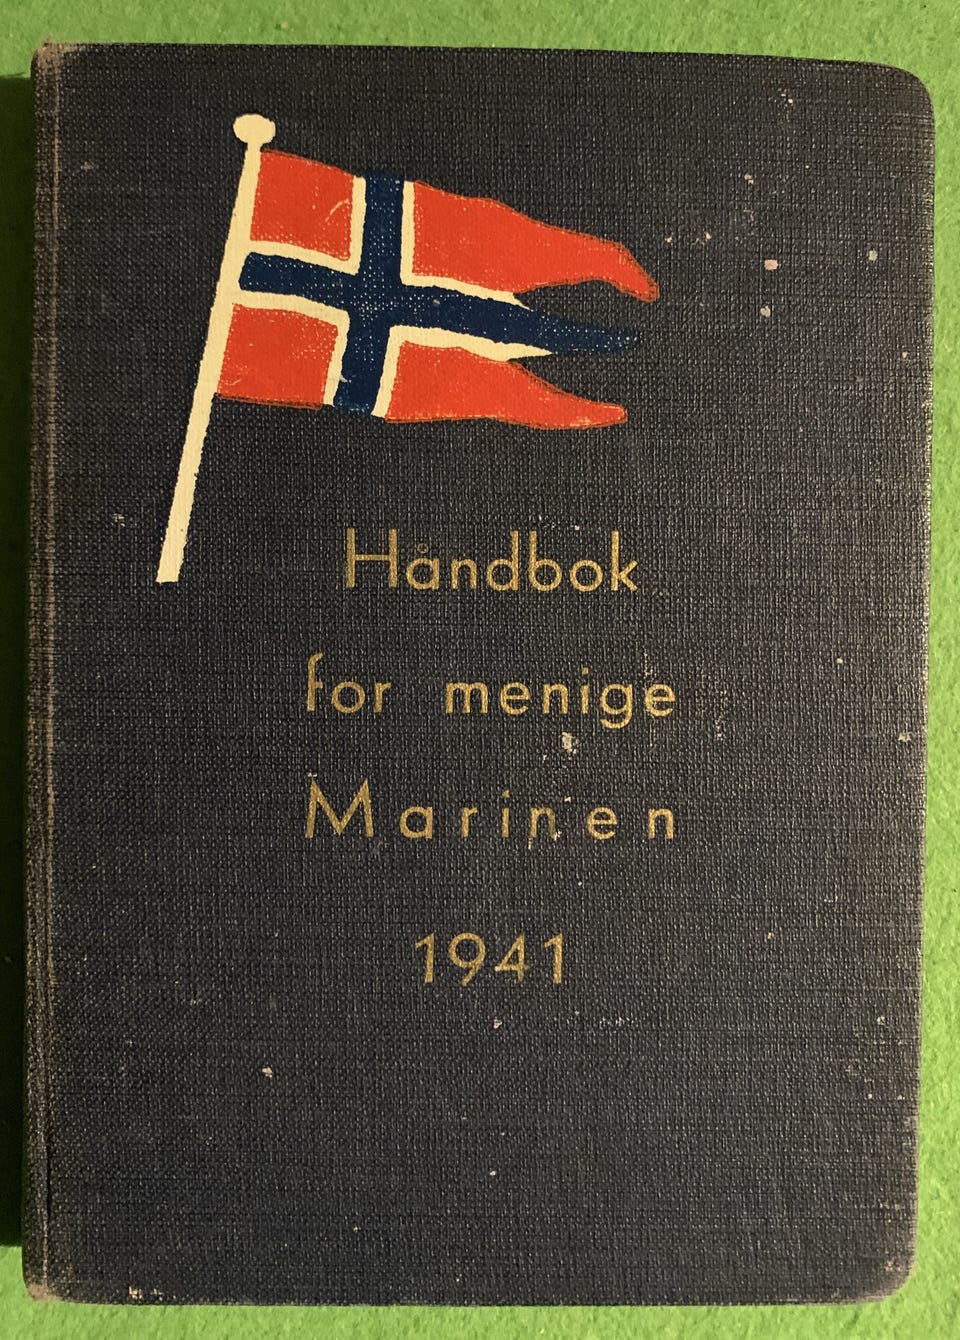 Håndbok
for menige
Marinen
1941